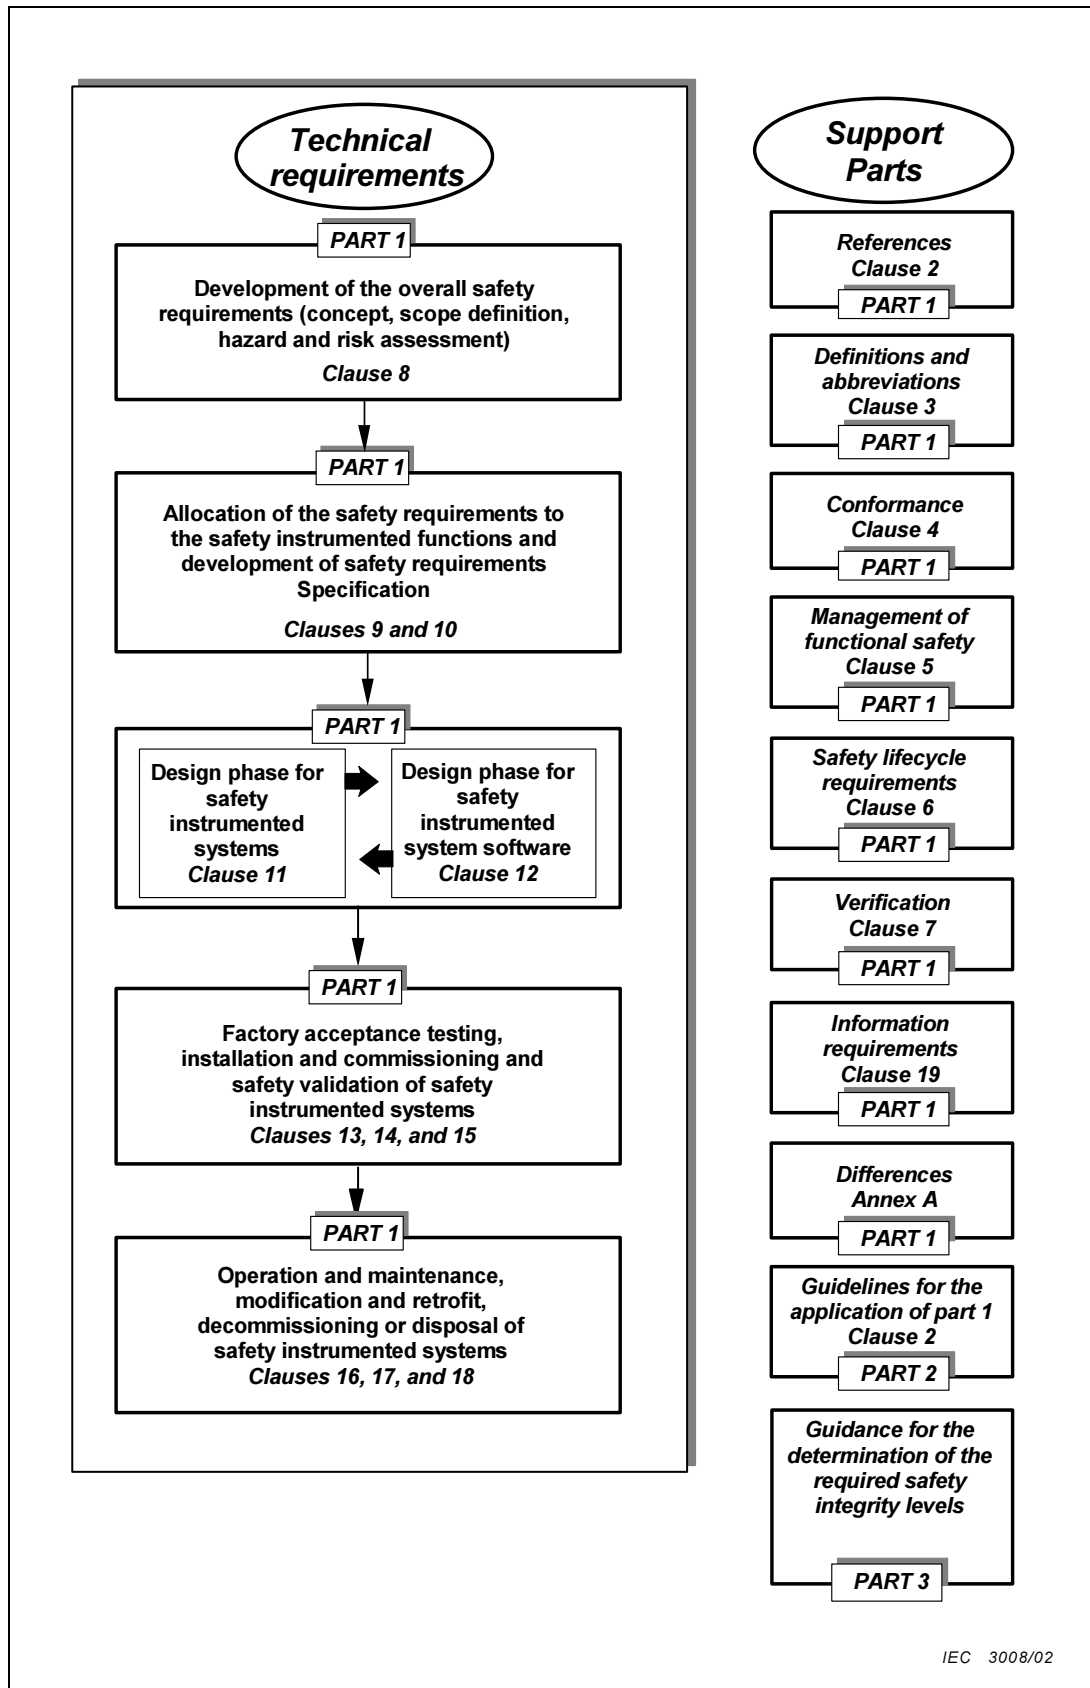 Technical
requirements
PART 1
Development of the overall safety
requirements (concept, scope definition,
hazard and risk assessment)
Clause 8
PART 1
Allocation of the safety requirements to
the safety instrumented functions and
development of safety requirements
Specification
Clauses 9 and 10
PART 1
Design phase for
safety
instrumented
systems
Clause 11
Design phase for
safety
instrumented
system software
Clause 12
PART 1
Factory acceptance testing,
installation and commissioning and
safety validation of safety
instrumented systems
Clauses 13, 14, and 15
PART 1
Operation and maintenance,
modification and retrofit,
decommissioning or disposal of
safety instrumented systems
Clauses 16, 17, and 18
Support
Parts
References
Clause 2
PART 1
Definitions and
abbreviations
Clause 3
PART 1
Conformance
Clause 4
PART 1
Management of
functional safety
Clause 5
PART 1
Safety lifecycle
requirements
Clause 6
PART 1
Verification
Clause 7
PART 1
Information
requirements
Clause 19
PART 1
Differences
Annex A
PART 1
Guidelines for the
application of part 1
Clause 2
PART 2
Guidance for the
determination of the
required safety
integrity levels
PART 3
IEC 3008/02